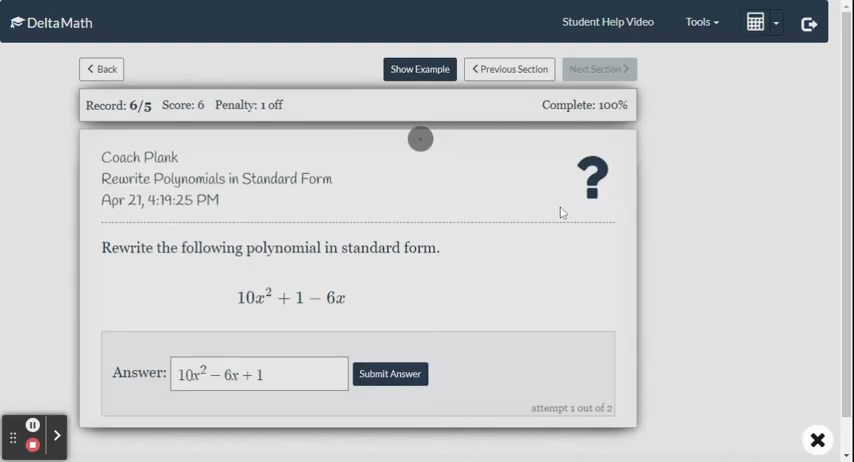 DeltaMath
Student Help Video Tools
Back Show Example Previous Section Next Section
Record: 6/5 Score: 6 Penalty: 1 off Complete: 100%
Coach Plank
Rewrite Polynomials in Standard Form
Apr 21, 4:19:25 PM
?
Rewrite the following polynomial in standard form.
10x² + 1 − 6x
Answer: 10x² − 6x + 1 Submit Answer
attempt 1 out of 2